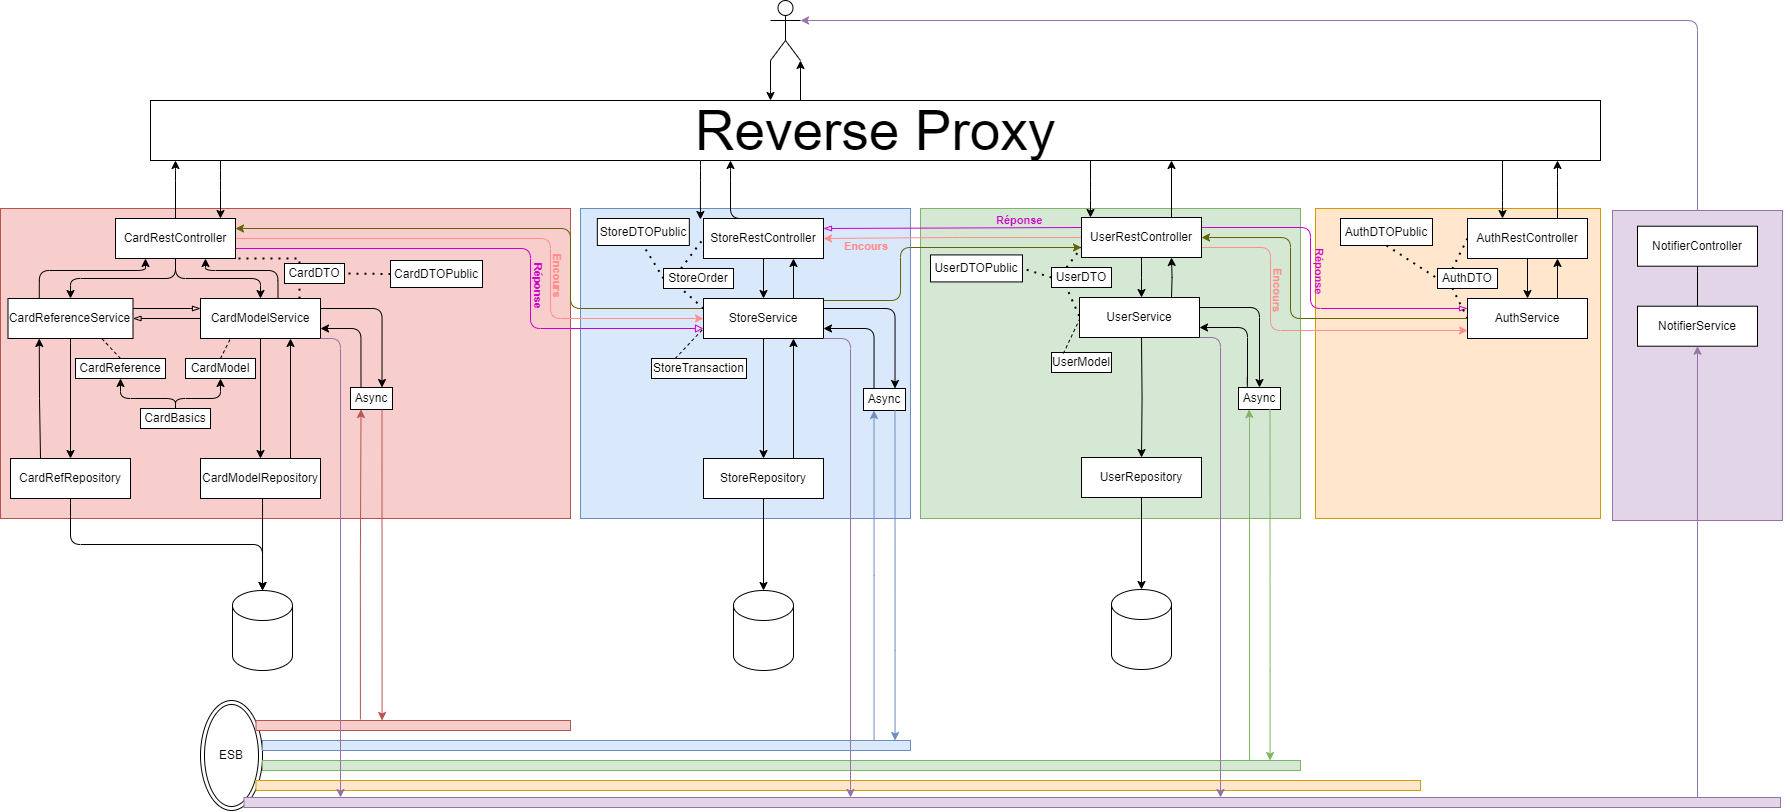 Reverse Proxy
CardRestController
CardDTO
CardDTOPublic
CardReferenceService
CardModelService
CardReference
CardModel
CardBasics
Async
CardRefRepository
CardModelRepository
Réponse
Encours
StoreDTOPublic
StoreRestController
StoreOrder
StoreService
StoreTransaction
Async
StoreRepository
Réponse
Encours
UserRestController
UserDTOPublic
UserDTO
UserService
UserModel
Async
UserRepository
Encours
Réponse
AuthDTOPublic
AuthRestController
AuthDTO
AuthService
NotifierController
NotifierService
ESB